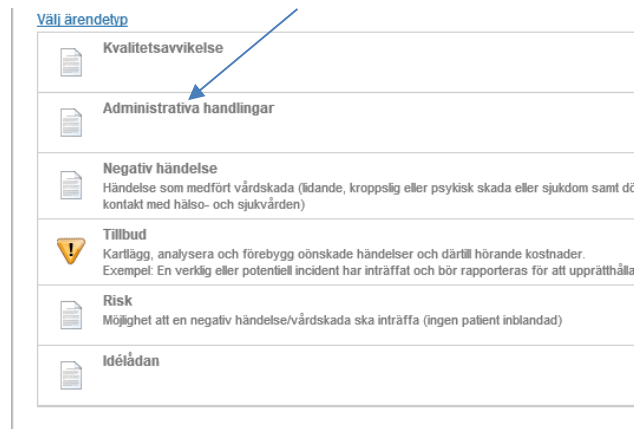 Välj ärendetyp
Kvalitetsavvikelse
Administrativa handlingar
Negativ händelse
Händelse som medfört vårdskada (lidande, kroppslig eller psykisk skada eller sjukdom samt dö
kontakt med hälso- och sjukvården)
Tillbud
Kartlägg, analysera och förebygg oönskade händelser och därtill hörande kostnader.
Exempel: En verklig eller potentiell incident har inträffat och bör rapporteras för att upprätthålla
Risk
Möjlighet att en negativ händelse/vårdskada ska inträffa (ingen patient inblandad)
Idélådan